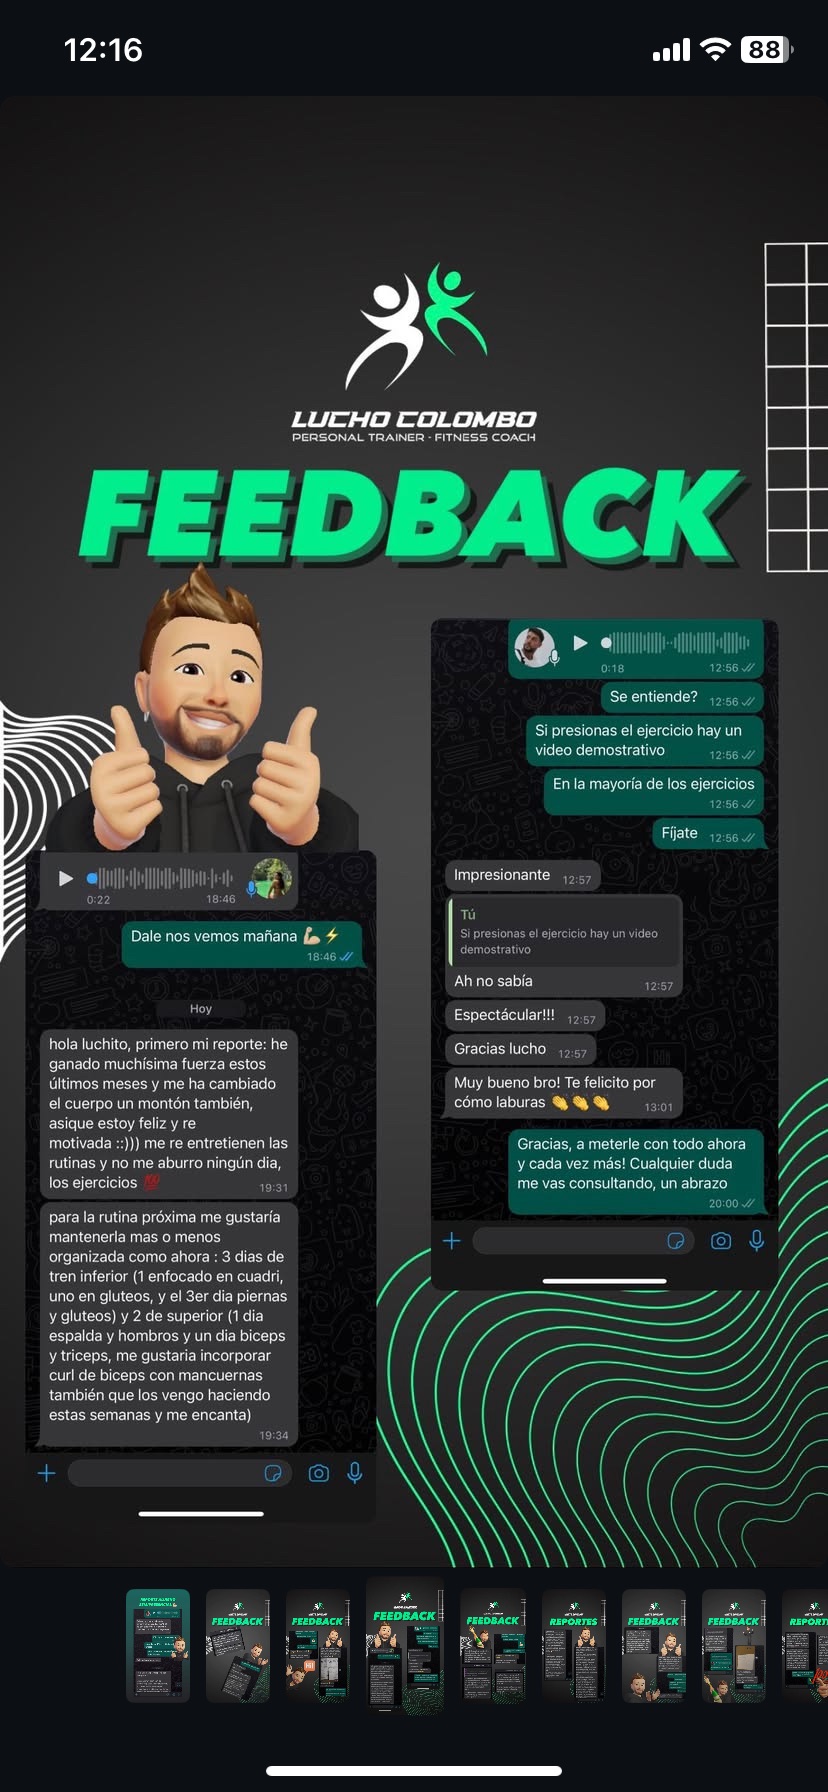 12:16
88
LUCHO COLOMBO
PERSONAL TRAINER - FITNESS COACH
FEEDBACK
0:22
18:46
Dale nos vemos mañana 💪🏼⚡
18:46
Hoy
hola luchito, primero mi reporte: he
ganado muchísima fuerza estos
últimos meses y me ha cambiado
el cuerpo un montón también,
asique estoy feliz y re
motivada ::))) me re entretienen las
rutinas y no me aburro ningún dia,
los ejercicios 💯
19:31
para la rutina próxima me gustaría
mantenerla mas o menos
organizada como ahora : 3 dias de
tren inferior (1 enfocado en cuadri,
uno en gluteos, y el 3er dia piernas
y gluteos) y 2 de superior (1 dia
espalda y hombros y un dia biceps
y triceps, me gustaria incorporar
curl de biceps con mancuernas
también que los vengo haciendo
estas semanas y me encanta)
19:34
0:18
12:56
Se entiende?
12:56
Si presionas el ejercicio hay un
video demostrativo
12:56
En la mayoría de los ejercicios
12:56
Fíjate
12:56
Impresionante
12:57
Tú
Si presionas el ejercicio hay un video
demostrativo
Ah no sabía
12:57
Espectácular!!!
12:57
Gracias lucho
12:57
Muy bueno bro! Te felicito por
cómo laburas 👏👏👏
13:01
Gracias, a meterle con todo ahora
y cada vez más! Cualquier duda
me vas consultando, un abrazo
20:00
FEEDBACK
FEEDBACK
FEEDBACK
FEEDBACK
REPORTES
FEEDBACK
FEEDBACK